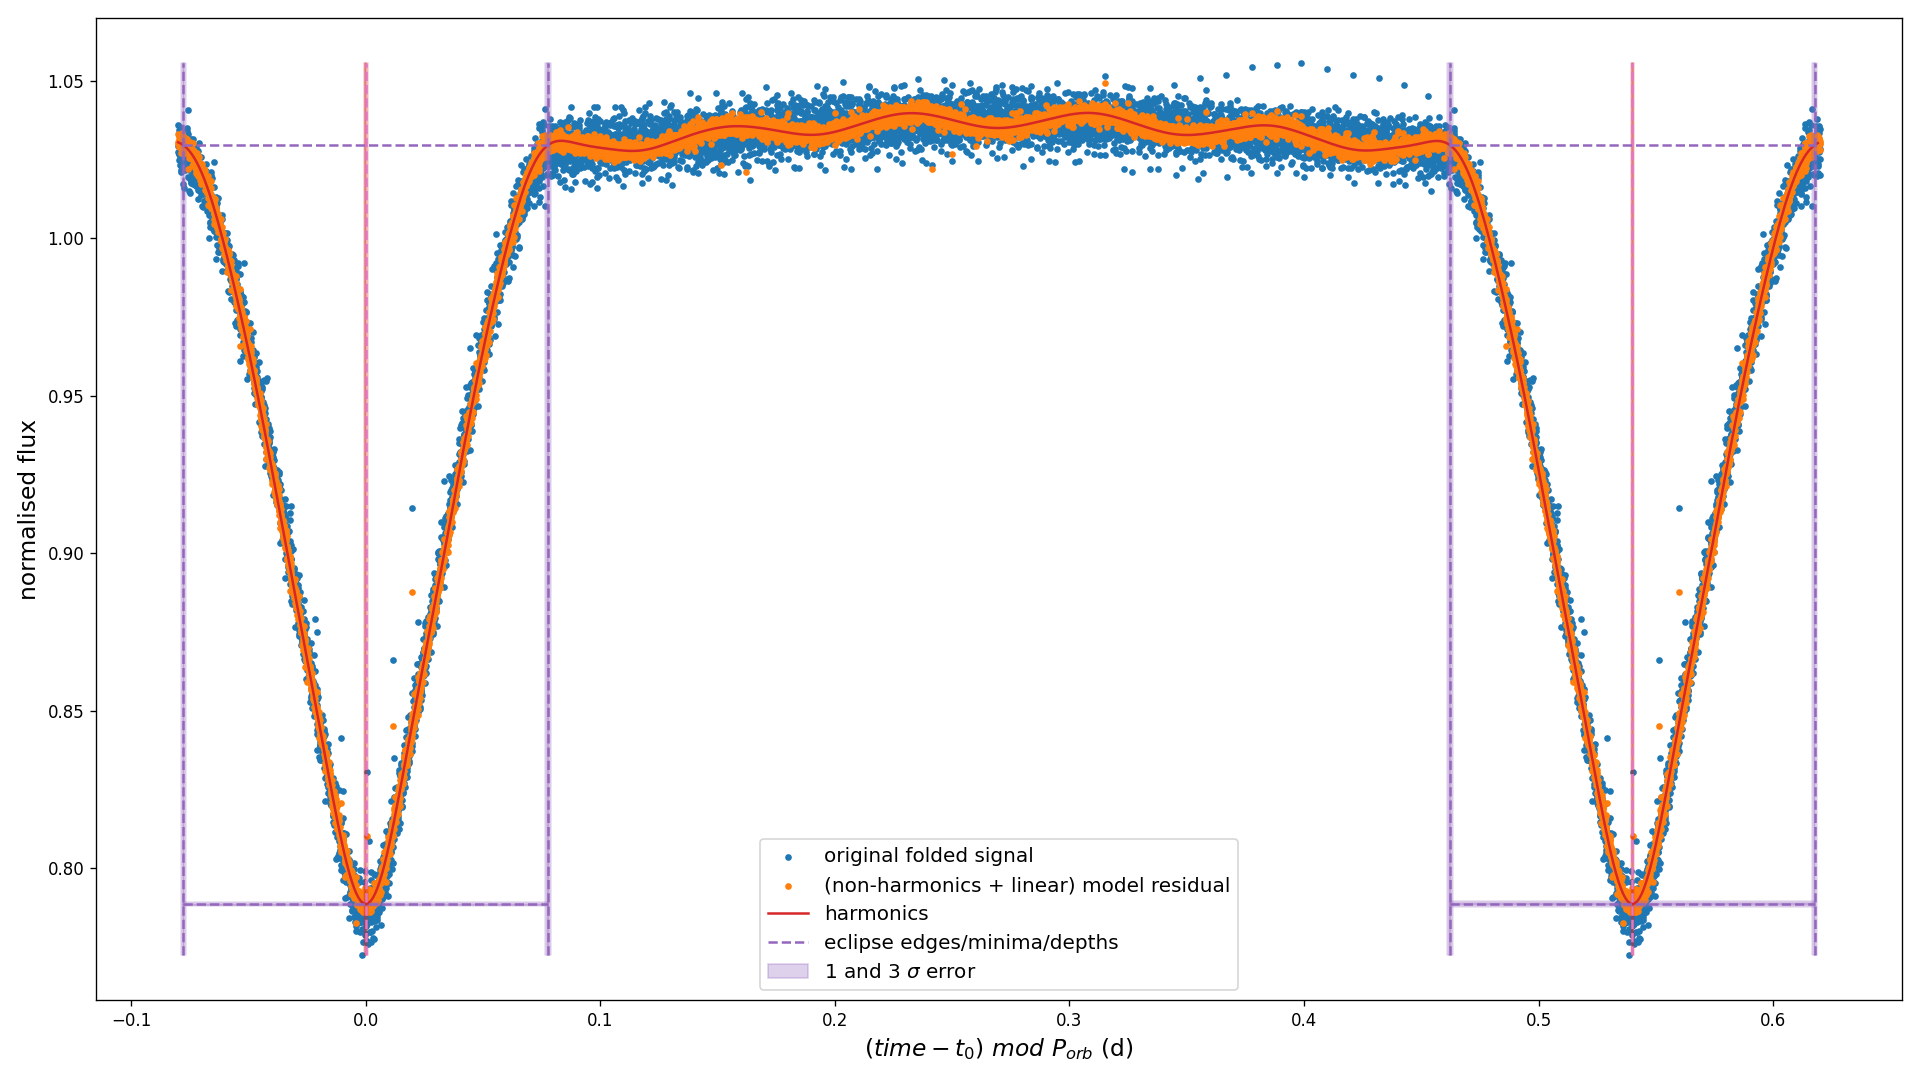 normalised flux
1.05
1.00
0.95
0.90
0.85
0.80
original folded signal
(non-harmonics + linear) model residual
harmonics
eclipse edges/minima/depths
1 and 3 σ error
−0.1 0.0 0.1 0.2 0.3 0.4 0.5 0.6
(time − t₀) mod Pₒᵣb (d)